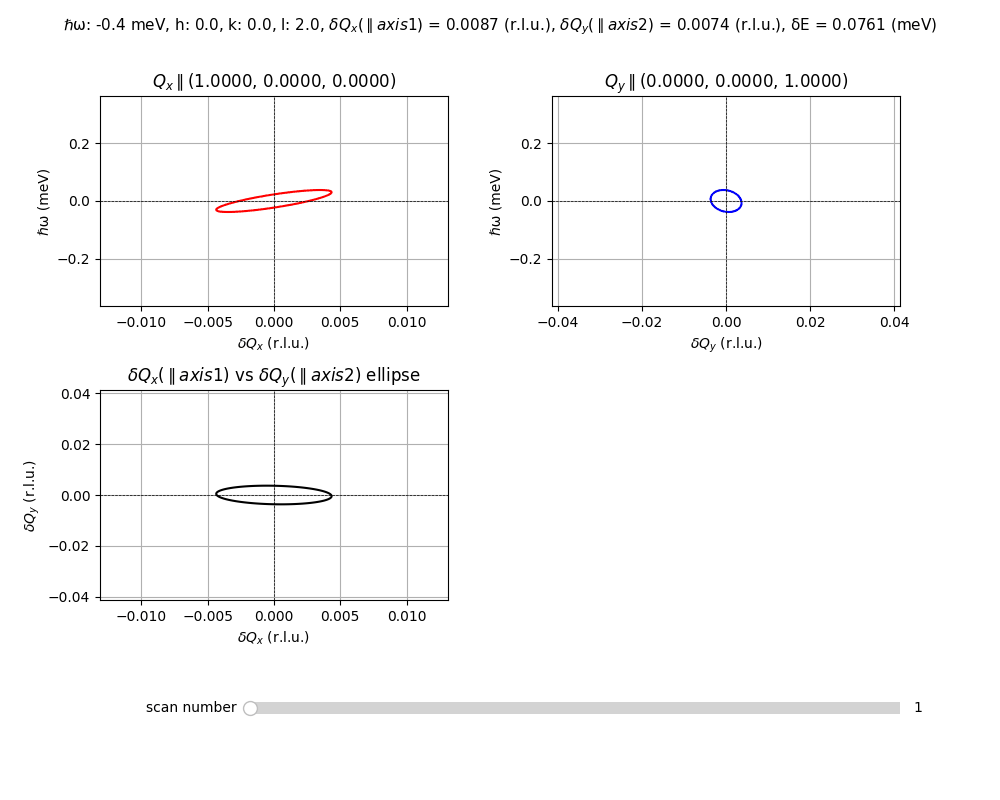 ℏω: -0.4 meV, h: 0.0, k: 0.0, l: 2.0, δQx(∥axis1) = 0.0087 (r.l.u.), δQy(∥axis2) = 0.0074 (r.l.u.), δE = 0.0761 (meV)
Qx ∥ (1.0000, 0.0000, 0.0000)
0.2
0.0
−0.2
ℏω (meV)
−0.010 −0.005 0.000 0.005 0.010
δQx (r.l.u.)
Qy ∥ (0.0000, 0.0000, 1.0000)
0.2
0.0
−0.2
ℏω (meV)
−0.04 −0.02 0.00 0.02 0.04
δQy (r.l.u.)
δQx(∥axis1) vs δQy(∥axis2) ellipse
0.04
0.02
0.00
−0.02
−0.04
δQy (r.l.u.)
−0.010 −0.005 0.000 0.005 0.010
δQx (r.l.u.)
scan number 1